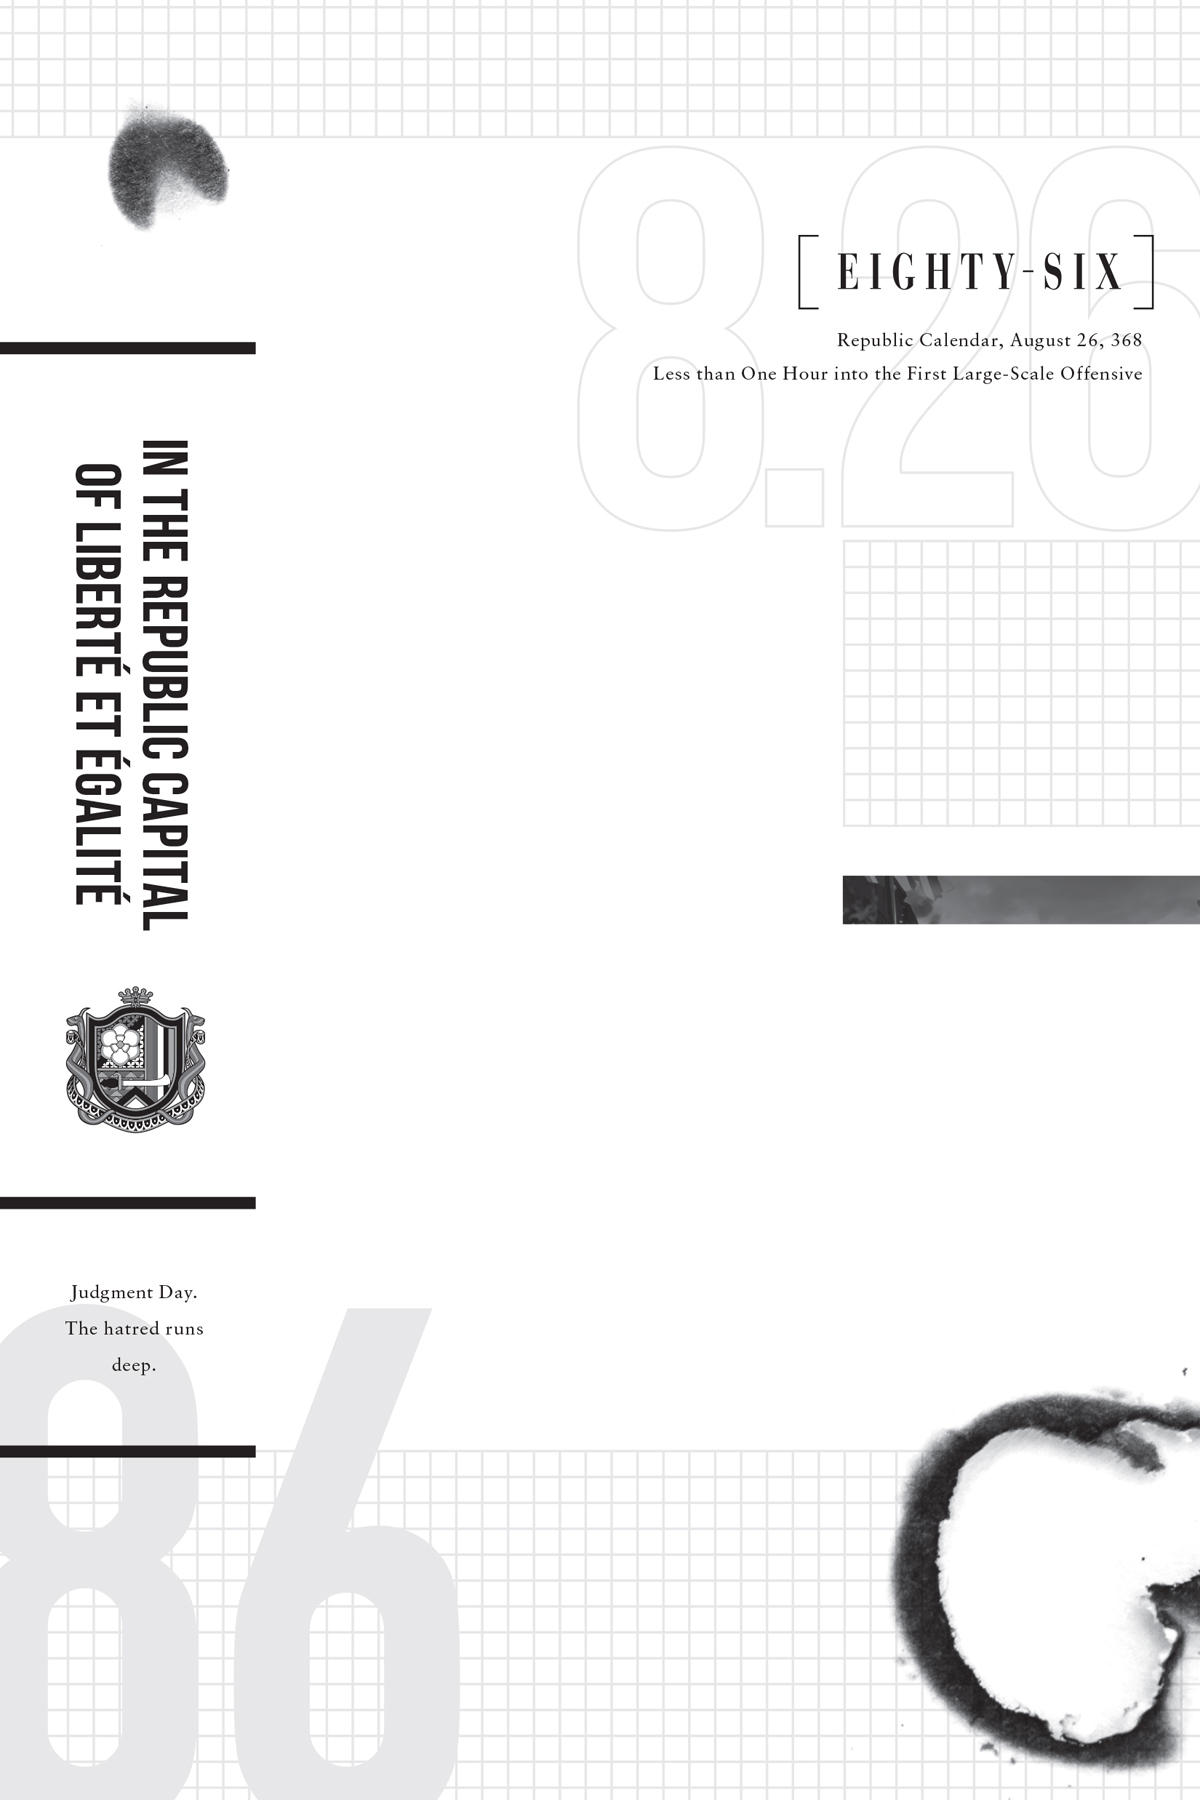 8.26
[EIGHTY-SIX]
Republic Calendar, August 26, 368
Less than One Hour into the First Large-Scale Offensive
IN THE REPUBLIC CAPITAL
OF LIBERTÉ ET ÉGALITÉ
Judgment Day.
The hatred runs
deep.
86